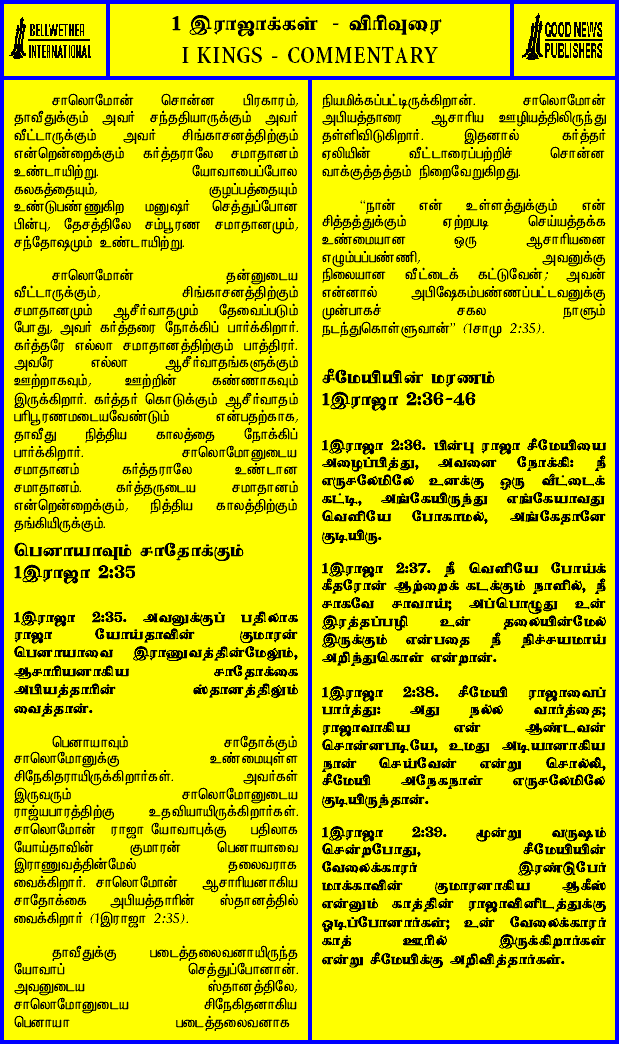 BELLWETHER
INTERNATIONAL
1 இராஜாக்கள் - விரிவுரை
I KINGS - COMMENTARY
GOOD NEWS
PUBLISHERS
சாலொமோன் சொன்ன பிரகாரம்,
தாவீதுக்கும் அவர் சந்ததியாருக்கும் அவர்
வீட்டாருக்கும் அவர் சிங்காசனத்திற்கும்
என்றென்றைக்கும் கர்த்தராலே சமாதானம்
உண்டாயிற்று. யோவாபைப்போல
கலகத்தையும், குழப்பத்தையும்
உண்டுபண்ணுகிற மனுஷர் செத்துப்போன
பின்பு, தேசத்திலே சம்பூரண சமாதானமும்,
சந்தோஷமும் உண்டாயிற்று.
சாலொமோன் தன்னுடைய
வீட்டாருக்கும், சிங்காசனத்திற்கும்
சமாதானமும் ஆசீர்வாதமும் தேவைப்படும்
போது, அவர் கர்த்தரை நோக்கிப் பார்க்கிறார்.
கர்த்தரே எல்லா சமாதானத்திற்கும் பாத்திரர்.
அவரே எல்லா ஆசீர்வாதங்களுக்கும்
ஊற்றாகவும், ஊற்றின் கண்ணாகவும்
இருக்கிறார். கர்த்தர் கொடுக்கும் ஆசீர்வாதம்
பரிபூரணமடையவேண்டும் என்பதற்காக,
தாவீது நித்திய காலத்தை நோக்கிப்
பார்க்கிறார். சாலொமோனுடைய
சமாதானம் கர்த்தராலே உண்டான
சமாதானம். கர்த்தருடைய சமாதானம்
என்றென்றைக்கும், நித்திய காலத்திற்கும்
தங்கியிருக்கும்.
பெனாயாவும் சாதோக்கும்
1இராஜா 2:35
1இராஜா 2:35. அவனுக்குப் பதிலாக
ராஜா யோய்தாவின் குமாரன்
பெனாயாவை இராணுவத்தின்மேலும்,
ஆசாரியனாகிய சாதோக்கை
அபியத்தாரின் ஸ்தானத்திலும்
வைத்தான்.
பெனாயாவும் சாதோக்கும்
சாலொமோனுக்கு உண்மையுள்ள
சிநேகிதராயிருக்கிறார்கள். அவர்கள்
இருவரும் சாலொமோனுடைய
ராஜ்யபாரத்திற்கு உதவியாயிருக்கிறார்கள்.
சாலொமோன் ராஜா யோவாபுக்கு பதிலாக
யோய்தாவின் குமாரன் பெனாயாவை
இராணுவத்தின்மேல் தலைவராக
வைக்கிறார். சாலொமோன் ஆசாரியனாகிய
சாதோக்கை அபியத்தாரின் ஸ்தானத்தில்
வைக்கிறார் (1இராஜா 2:35).
தாவீதுக்கு படைத்தலைவனாயிருந்த
யோவாப் செத்துப்போனான்.
அவனுடைய ஸ்தானத்திலே,
சாலொமோனுடைய சிநேகிதனாகிய
பெனாயா படைத்தலைவனாக
நியமிக்கப்பட்டிருக்கிறான். சாலொமோன்
அபியத்தாரை ஆசாரிய ஊழியத்திலிருந்து
தள்ளிவிடுகிறார். இதனால் கர்த்தர்
ஏலியின் வீட்டாரைப்பற்றிச் சொன்ன
வாக்குத்தத்தம் நிறைவேறுகிறது.
“நான் என் உள்ளத்துக்கும் என்
சித்தத்துக்கும் ஏற்றபடி செய்யத்தக்க
உண்மையான ஒரு ஆசாரியனை
எழும்பப்பண்ணி, அவனுக்கு
நிலையான வீட்டைக் கட்டுவேன்; அவன்
என்னால் அபிஷேகம்பண்ணப்பட்டவனுக்கு
முன்பாகச் சகல நாளும்
நடந்துகொள்ளுவான்” (1சாமு 2:35).
சீமேயியின் மரணம்
1இராஜா 2:36-46
1இராஜா 2:36. பின்பு ராஜா சீமேயியை
அழைப்பித்து, அவனை நோக்கி: நீ
எருசலேமிலே உனக்கு ஒரு வீட்டைக்
கட்டி, அங்கேயிருந்து எங்கேயாவது
வெளியே போகாமல், அங்கேதானே
குடியிரு.
1இராஜா 2:37. நீ வெளியே போய்க்
கீதரோன் ஆற்றைக் கடக்கும் நாளில், நீ
சாகவே சாவாய்; அப்பொழுது உன்
இரத்தப்பழி உன் தலையின்மேல்
இருக்கும் என்பதை நீ நிச்சயமாய்
அறிந்துகொள் என்றான்.
1இராஜா 2:38. சீமேயி ராஜாவைப்
பார்த்து: அது நல்ல வார்த்தை;
ராஜாவாகிய என் ஆண்டவன்
சொன்னபடியே, உமது அடியானாகிய
நான் செய்வேன் என்று சொல்லி,
சீமேயி அநேகநாள் எருசலேமிலே
குடியிருந்தான்.
1இராஜா 2:39. மூன்று வருஷம்
சென்றபோது, சீமேயியின்
வேலைக்காரர் இரண்டுபேர்
மாக்காவின் குமாரனாகிய ஆகீஸ்
என்னும் காத்தின் ராஜாவினிடத்துக்கு
ஓடிப்போனார்கள்; உன் வேலைக்காரர்
காத் ஊரில் இருக்கிறார்கள்
என்று சீமேயிக்கு அறிவித்தார்கள்.